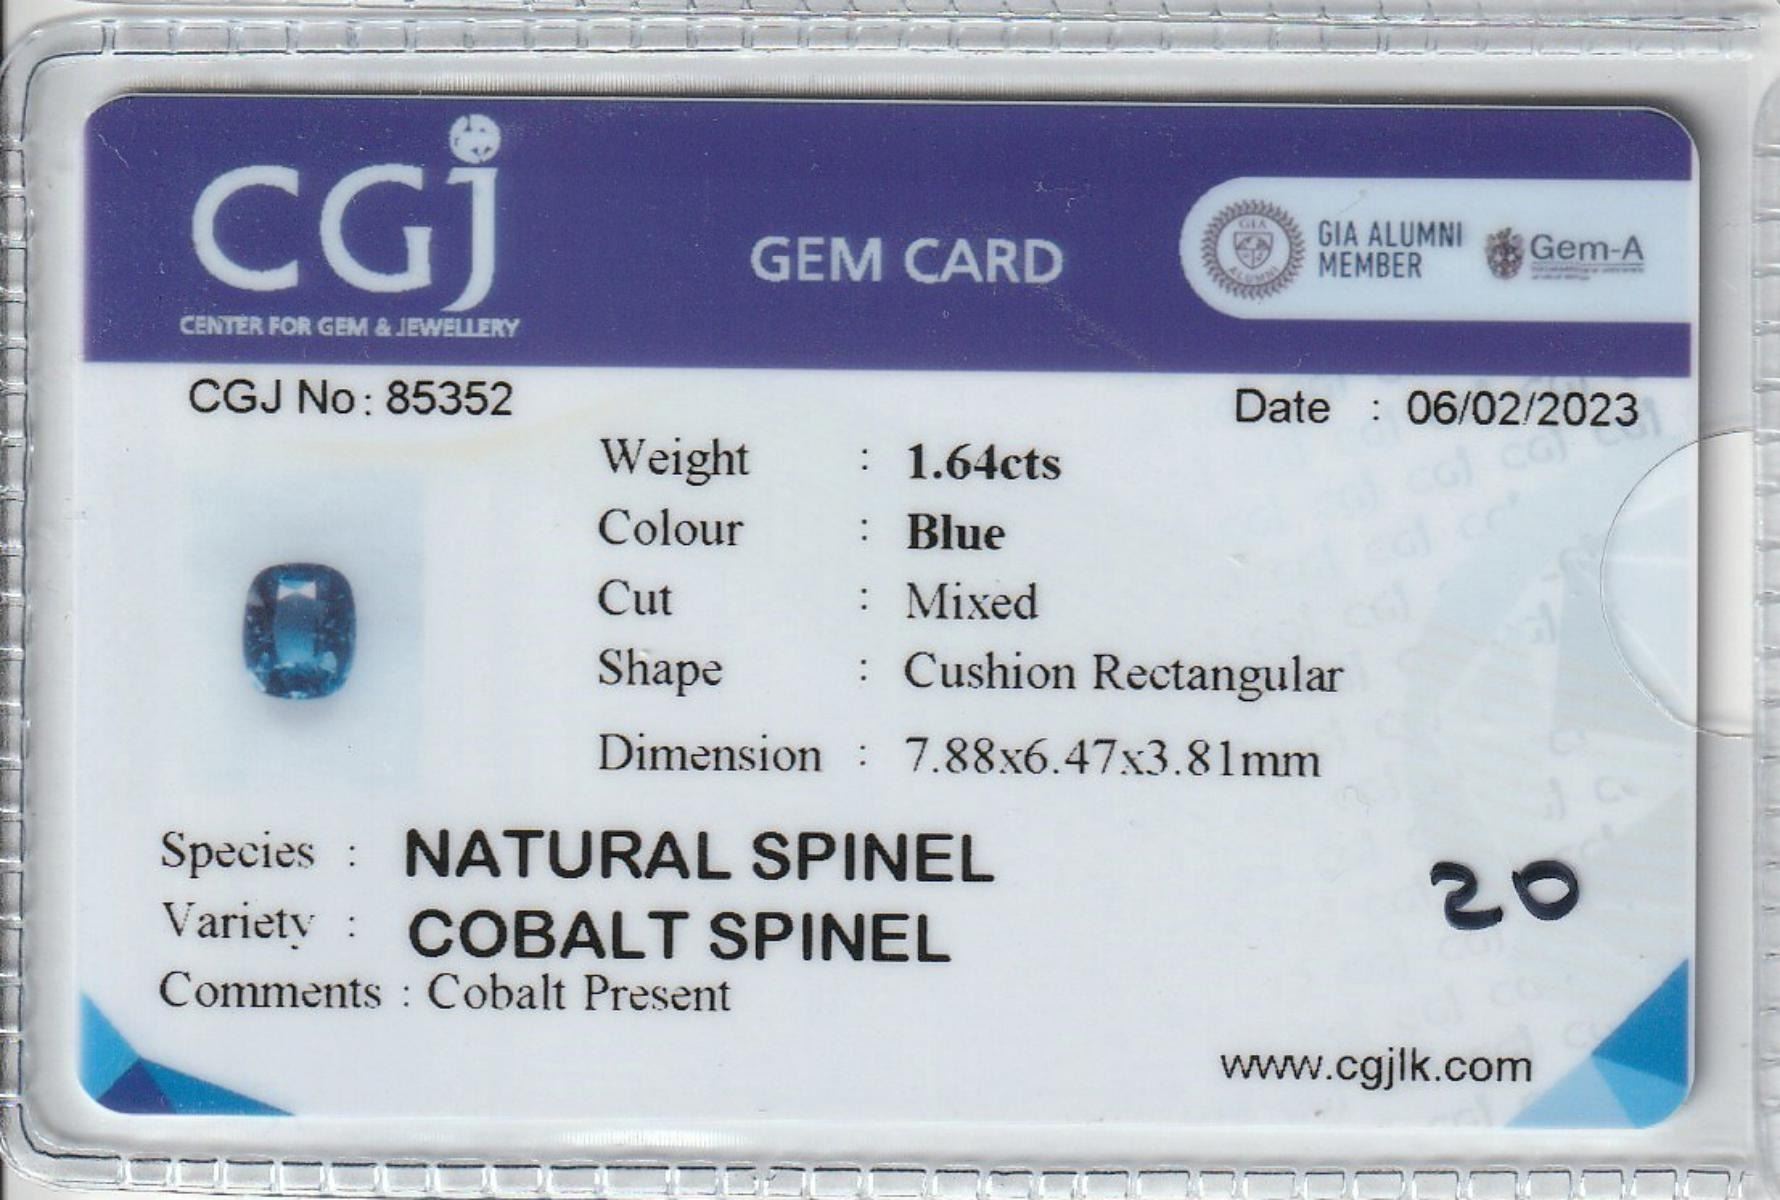 CGJ
CENTER FOR GEM & JEWELLERY
GEM CARD
GIA ALUMNI
MEMBER
Gem-A
CGJ No: 85352
Date : 06/02/2023
Weight : 1.64cts
Colour : Blue
Cut : Mixed
Shape : Cushion Rectangular
Dimension : 7.88x6.47x3.81mm
Species : NATURAL SPINEL
Variety : COBALT SPINEL
Comments : Cobalt Present
20
www.cgjlk.com